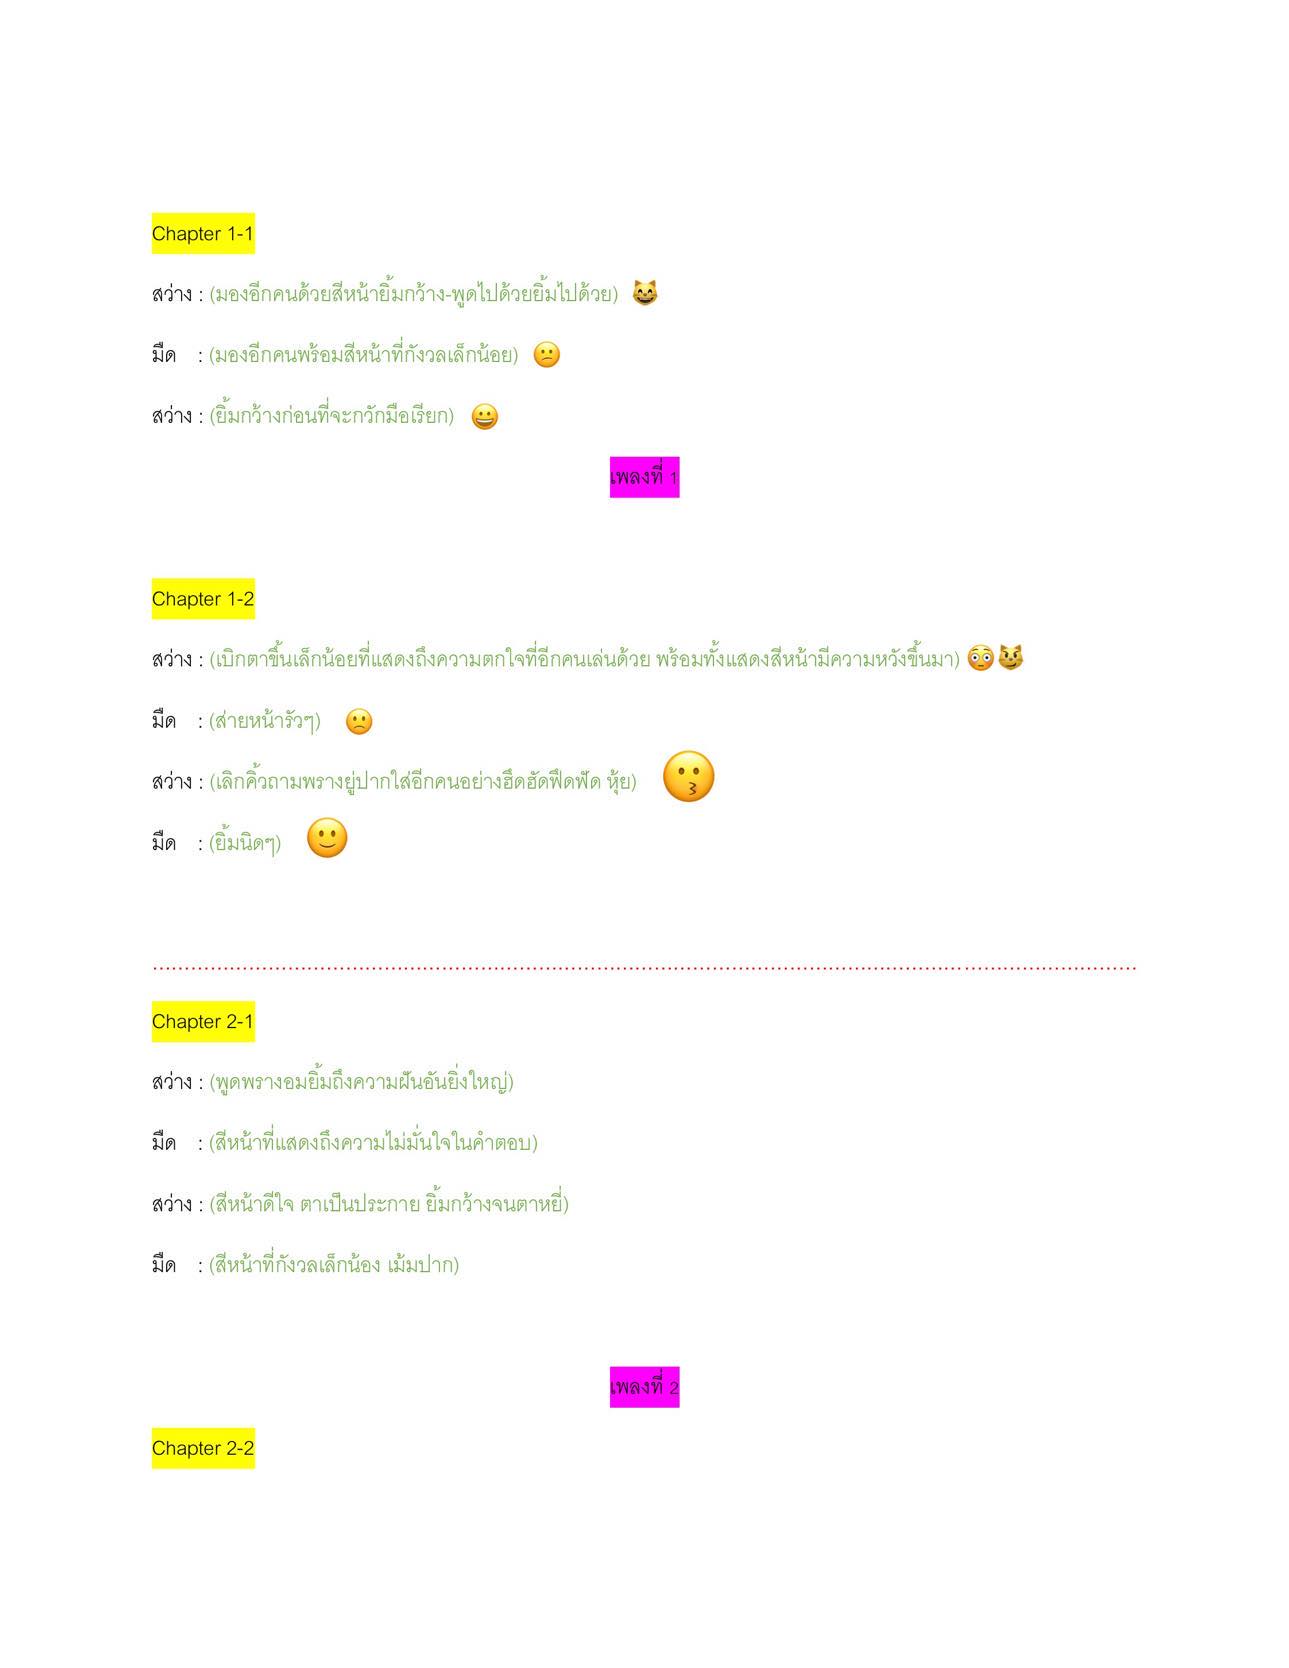 Chapter 1-1
สว่าง : (มองอีกคนด้วยสีหน้ายิ้มกว้าง-พูดไปด้วยยิ้มไปด้วย) 😸
มืด : (มองอีกคนพร้อมสีหน้าที่กังวลเล็กน้อย) 😕
สว่าง : (ยิ้มกว้างก่อนที่จะกวักมือเรียก) 😀
เพลงที่ 1
Chapter 1-2
สว่าง : (เบิกตาขึ้นเล็กน้อยที่แสดงถึงความตกใจที่อีกคนเล่นด้วย พร้อมทั้งแสดงสีหน้ามีความหวังขึ้นมา) 😳😼
มืด : (ส่ายหน้ารัวๆ) 🙁
สว่าง : (เลิกคิ้วถามพรางยู่ปากใส่อีกคนอย่างฮึดฮัดฟึดฟัด หุ้ย) 😗
มืด : (ยิ้มนิดๆ) 🙂
........................................................................................................................................................
Chapter 2-1
สว่าง : (พูดพรางอมยิ้มถึงความฝันอันยิ่งใหญ่)
มืด : (สีหน้าที่แสดงถึงความไม่มั่นใจในคำตอบ)
สว่าง : (สีหน้าดีใจ ตาเป็นประกาย ยิ้มกว้างจนตาหยี่)
มืด : (สีหน้าที่กังวลเล็กน้อง เม้มปาก)
เพลงที่ 2
Chapter 2-2